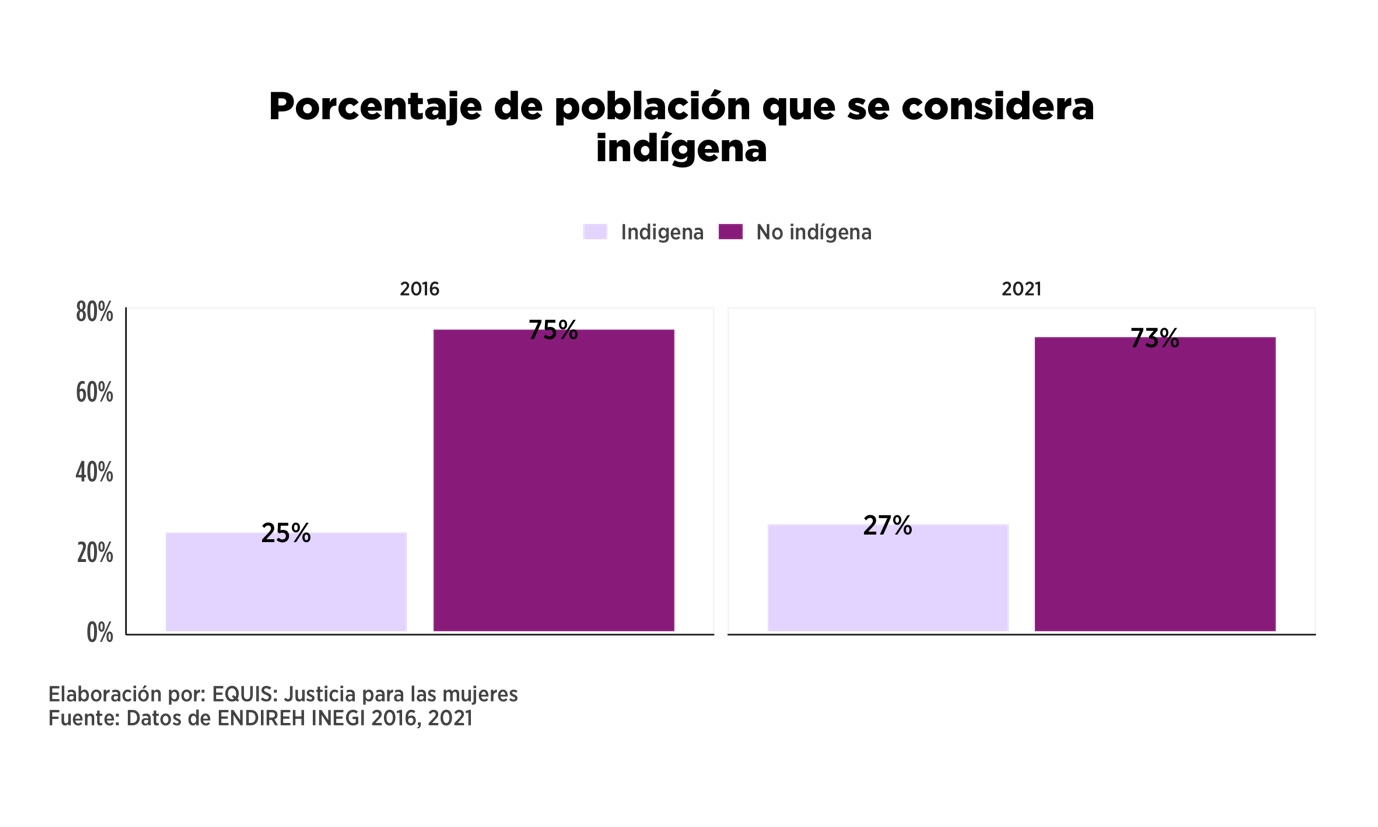 Porcentaje de población que se considera
indígena
Indigena No indígena
2016
2021
80%
60%
40%
20%
0%
25%
75%
27%
73%
Elaboración por: EQUIS: Justicia para las mujeres
Fuente: Datos de ENDIREH INEGI 2016, 2021